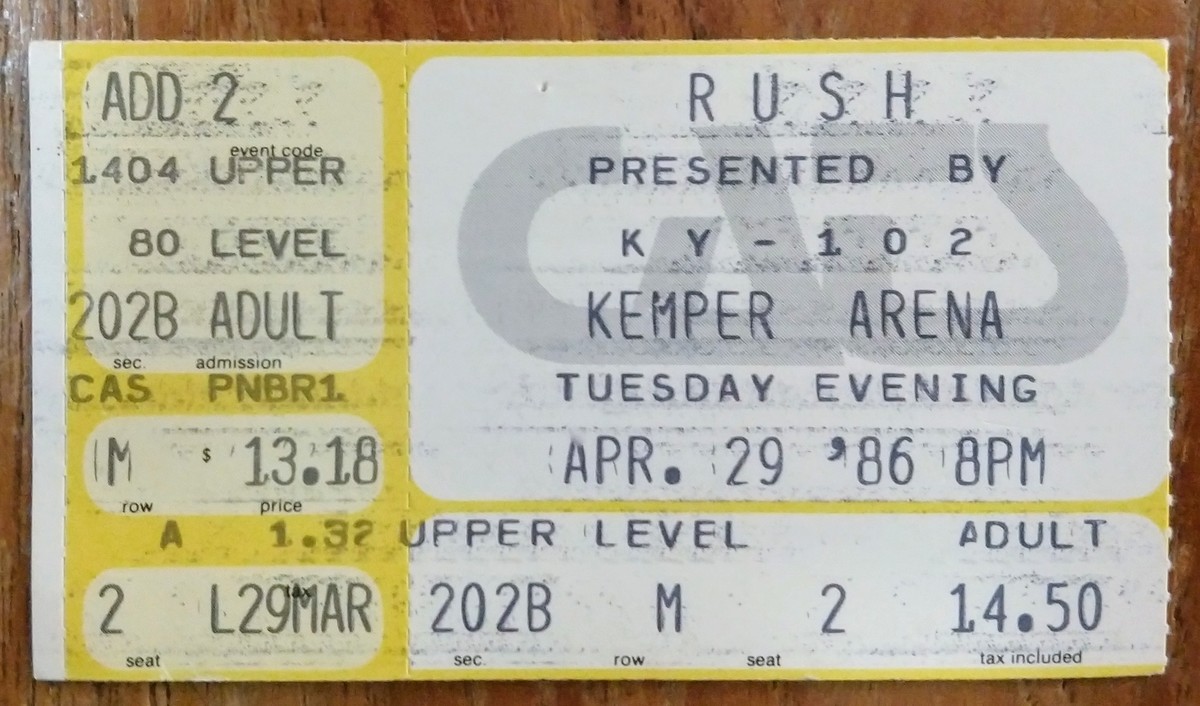 ADD 2
event code
1404 UPPER
80 LEVEL
202B ADULT
sec. admission
CAS PNBR1
M $ 13.18
row price
A 1.32
tax
2 L29MAR
seat
CATS
RUSH
PRESENTED BY
KY-102
KEMPER ARENA
TUESDAY EVENING
APR. 29 '86 8PM
UPPER LEVEL ADULT
202B M 2 14.50
sec. row seat tax included